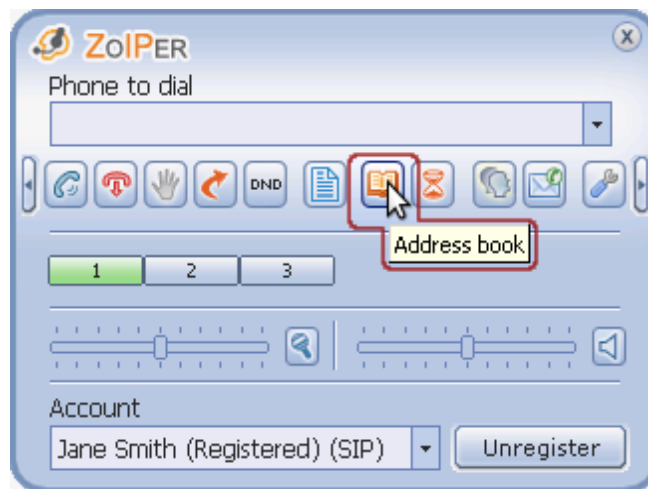 ZoIPER
Phone to dial
DND
Address book
1 2 3
Account
Jane Smith (Registered) (SIP) Unregister